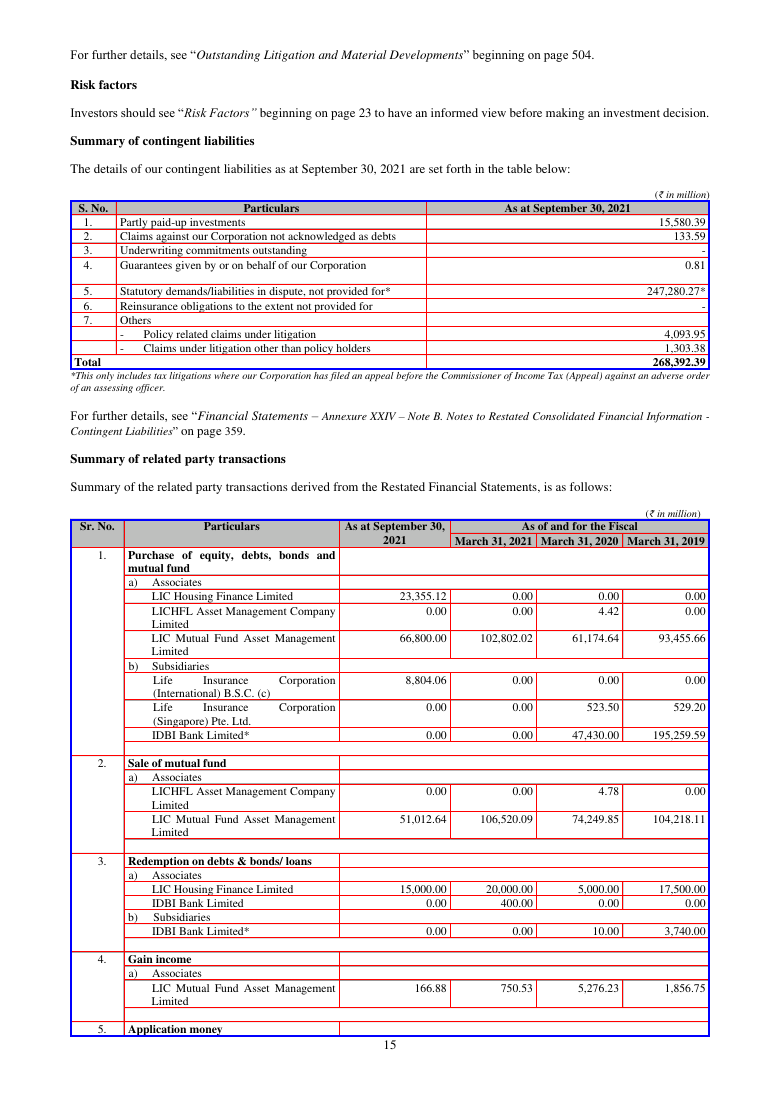 For further details, see “Outstanding Litigation and Material Developments” beginning on page 504.
Risk factors
Investors should see “Risk Factors” beginning on page 23 to have an informed view before making an investment decision.
Summary of contingent liabilities
The details of our contingent liabilities as at September 30, 2021 are set forth in the table below:
(₹ in million)
S. No. Particulars As at September 30, 2021
1. Partly paid-up investments 15,580.39
2. Claims against our Corporation not acknowledged as debts 133.59
3. Underwriting commitments outstanding -
4. Guarantees given by or on behalf of our Corporation 0.81
5. Statutory demands/liabilities in dispute, not provided for* 247,280.27*
6. Reinsurance obligations to the extent not provided for -
7. Others
- Policy related claims under litigation 4,093.95
- Claims under litigation other than policy holders 1,303.38
Total 268,392.39
*This only includes tax litigations where our Corporation has filed an appeal before the Commissioner of Income Tax (Appeal) against an adverse order
of an assessing officer.
For further details, see “Financial Statements – Annexure XXIV – Note B. Notes to Restated Consolidated Financial Information -
Contingent Liabilities” on page 359.
Summary of related party transactions
Summary of the related party transactions derived from the Restated Financial Statements, is as follows:
(₹ in million)
Sr. No. Particulars As at September 30, As of and for the Fiscal
2021 March 31, 2021 March 31, 2020 March 31, 2019
1. Purchase of equity, debts, bonds and
mutual fund
a) Associates
LIC Housing Finance Limited 23,355.12 0.00 0.00 0.00
LICHFL Asset Management Company 0.00 0.00 4.42 0.00
Limited
LIC Mutual Fund Asset Management 66,800.00 102,802.02 61,174.64 93,455.66
Limited
b) Subsidiaries
Life Insurance Corporation 8,804.06 0.00 0.00 0.00
(International) B.S.C. (c)
Life Insurance Corporation 0.00 0.00 523.50 529.20
(Singapore) Pte. Ltd.
IDBI Bank Limited* 0.00 0.00 47,430.00 195,259.59
2. Sale of mutual fund
a) Associates
LICHFL Asset Management Company 0.00 0.00 4.78 0.00
Limited
LIC Mutual Fund Asset Management 51,012.64 106,520.09 74,249.85 104,218.11
Limited
3. Redemption on debts & bonds/ loans
a) Associates
LIC Housing Finance Limited 15,000.00 20,000.00 5,000.00 17,500.00
IDBI Bank Limited 0.00 400.00 0.00 0.00
b) Subsidiaries
IDBI Bank Limited* 0.00 0.00 10.00 3,740.00
4. Gain income
a) Associates
LIC Mutual Fund Asset Management 166.88 750.53 5,276.23 1,856.75
Limited
5. Application money
15